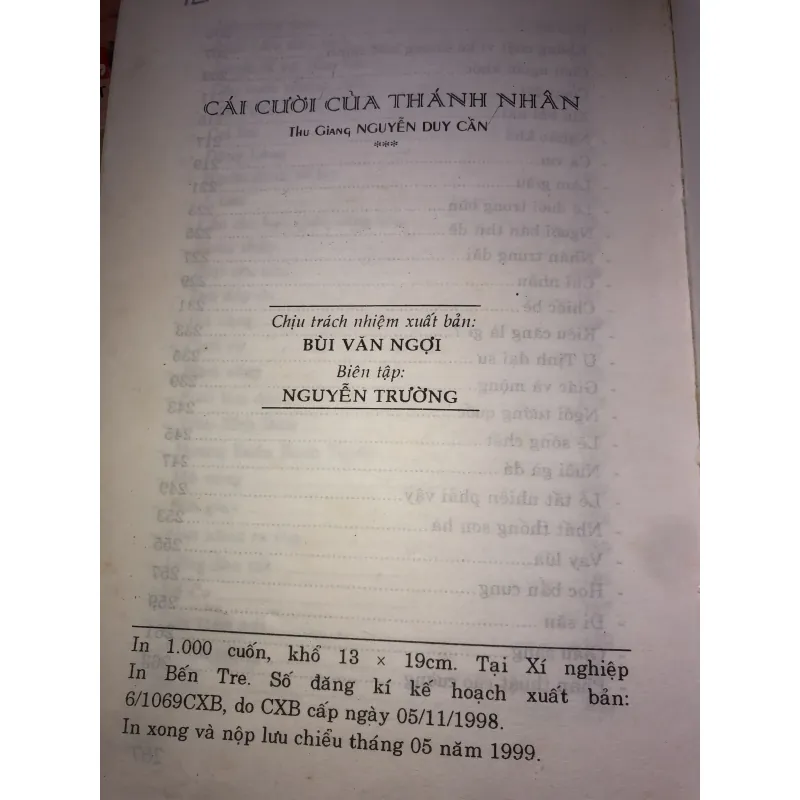 CÁI CƯỜI CỦA THÁNH NHÂN
Thu Giang NGUYỄN DUY CẦN
***
Chịu trách nhiệm xuất bản:
BÙI VĂN NGỢI
Biên tập:
NGUYỄN TRƯỜNG
In 1.000 cuốn, khổ 13 × 19cm. Tại Xí nghiệp
In Bến Tre. Số đăng kí kế hoạch xuất bản:
6/1069CXB, do CXB cấp ngày 05/11/1998.
In xong và nộp lưu chiểu tháng 05 năm 1999.